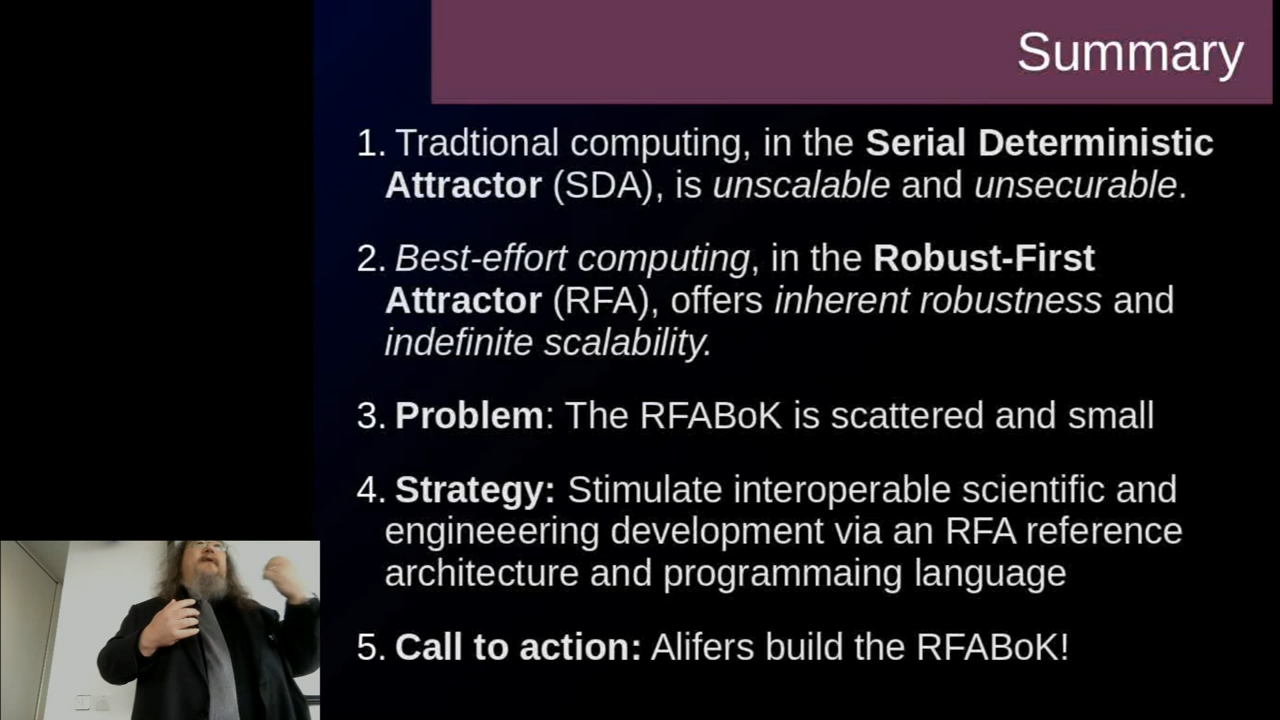 Summary
1. Tradtional computing, in the Serial Deterministic
Attractor (SDA), is unscalable and unsecurable.
2. Best-effort computing, in the Robust-First
Attractor (RFA), offers inherent robustness and
indefinite scalability.
3. Problem: The RFABoK is scattered and small
4. Strategy: Stimulate interoperable scientific and
engineeering development via an RFA reference
architecture and programmaing language
5. Call to action: Alifers build the RFABoK!